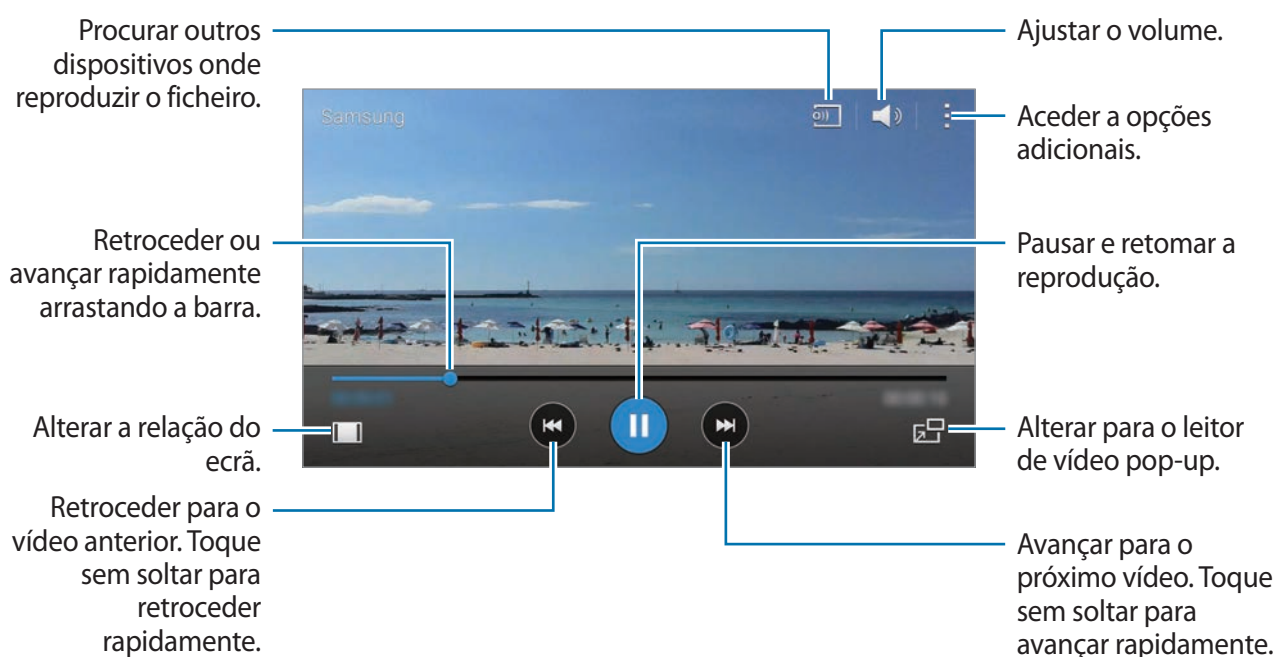 Procurar outros
dispositivos onde
reproduzir o ficheiro.
Ajustar o volume.
Samsung
Aceder a opções
adicionais.
Retroceder ou
avançar rapidamente
arrastando a barra.
Pausar e retomar a
reprodução.
Alterar a relação do
ecrã.
Alterar para o leitor
de vídeo pop-up.
Retroceder para o
vídeo anterior. Toque
sem soltar para
retroceder
rapidamente.
Avançar para o
próximo vídeo. Toque
sem soltar para
avançar rapidamente.